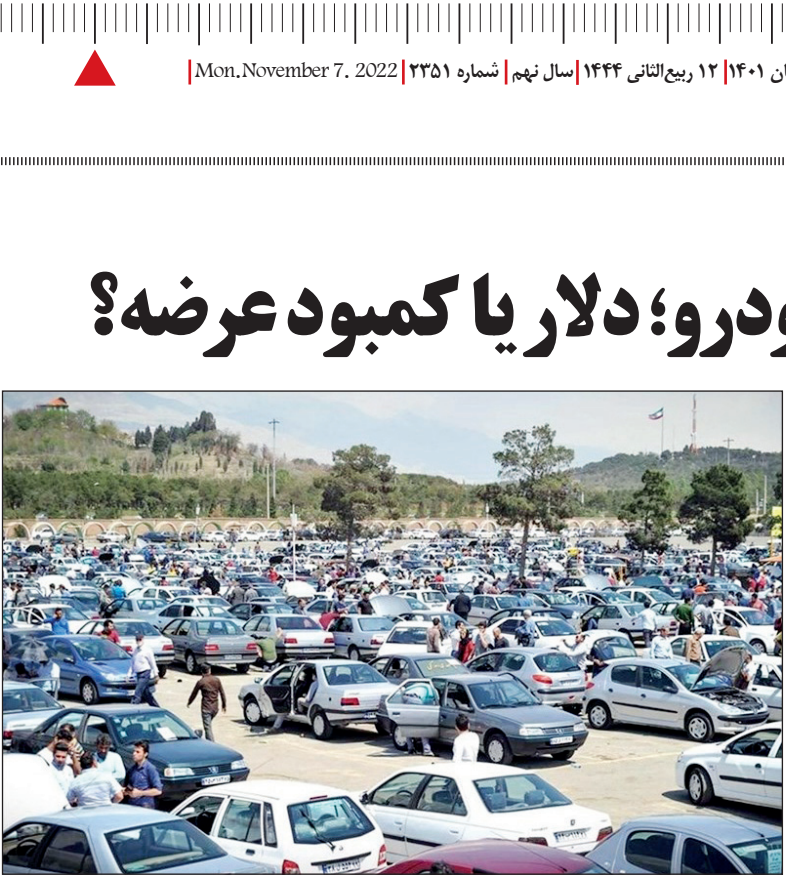 ان ۱۴۰۱ | ۱۲ ربیع‌الثانی ۱۴۴۴ | سال نهم | شماره ۲۳۵۱ | Mon.November 7. 2022 |
ودرو؛ دلار یا کمبود عرضه؟